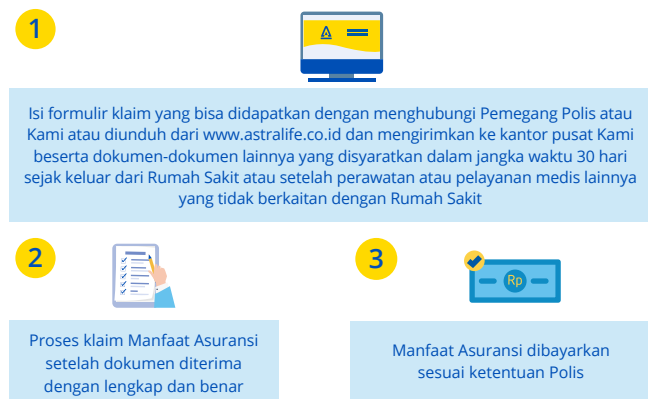 1
Isi formulir klaim yang bisa didapatkan dengan menghubungi Pemegang Polis atau
Kami atau diunduh dari www.astralife.co.id dan mengirimkan ke kantor pusat Kami
beserta dokumen-dokumen lainnya yang disyaratkan dalam jangka waktu 30 hari
sejak keluar dari Rumah Sakit atau setelah perawatan atau pelayanan medis lainnya
yang tidak berkaitan dengan Rumah Sakit
2
Proses klaim Manfaat Asuransi
setelah dokumen diterima
dengan lengkap dan benar
3
Rp
Manfaat Asuransi dibayarkan
sesuai ketentuan Polis